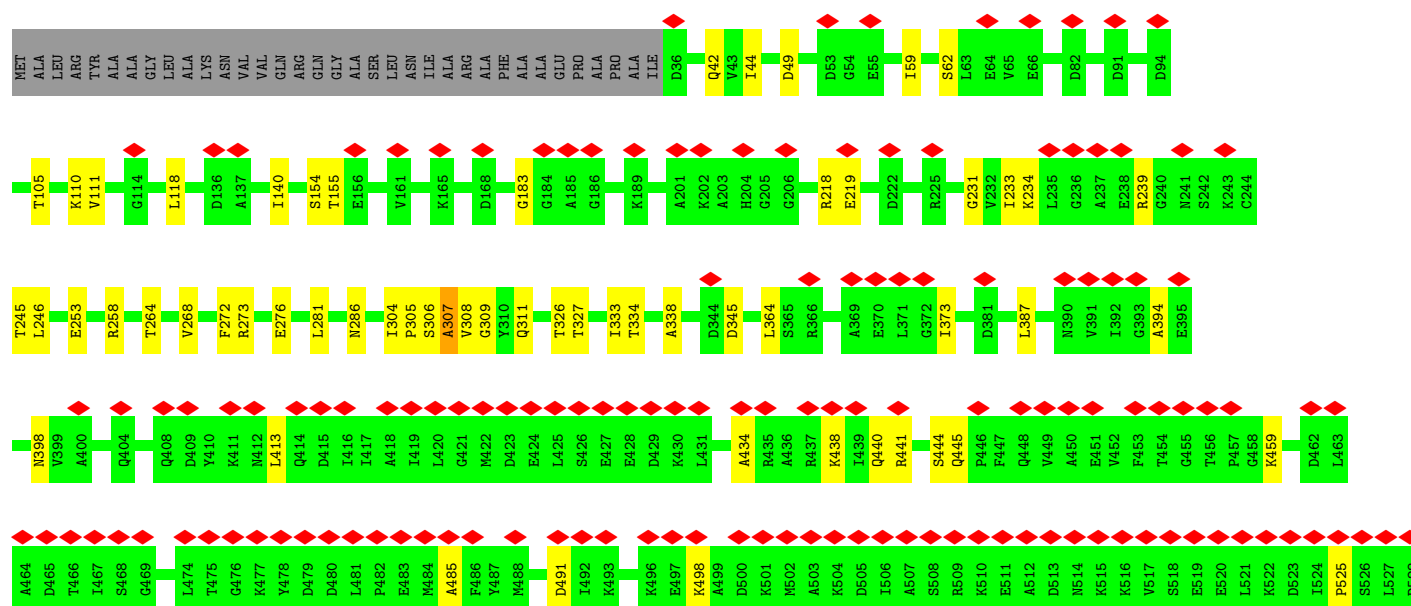 MET ALA LEU ARG TYR ALA ALA GLY LEU ALA LYS ASN VAL VAL GLN ARG GLN GLY ALA SER LEU ASN ILE ALA ARG ALA PHE ALA ALA GLU PRO ALA PRO ALA ILE D36 Q42 V43 I44 D49 D53 G54 E55 I59 S62 L63 E64 V65 E66 D82 D91 D94
T105 K110 V111 G114 L118 D136 A137 I140 S154 T155 E156 V161 K165 D168 G183 G184 A185 G186 K189 A201 K202 A203 H204 G205 G206 R218 E219 D222 R225 G231 V232 I233 K234 L235 G236 A237 E238 R239 G240 N241 S242 K243 C244
T245 L246 E253 R258 T264 V268 F272 R273 E276 L281 N286 I304 P305 S306 A307 V308 G309 Y310 Q311 T326 T327 I333 T334 A338 D344 D345 L364 S365 R366 A369 E370 L371 G372 I373 D381 L387 N390 V391 I392 G393 A394 E395
N398 V399 A400 Q404 Q408 D409 Y410 K411 N412 L413 Q414 D415 I416 I417 A418 I419 L420 G421 M422 D423 E424 L425 S426 E427 E428 D429 K430 L431 A434 R435 A436 R437 K438 I439 Q440 R441 S444 Q445 P446 F447 Q448 V449 A450 E451 V452 F453 T454 G455 T456 P457 G458 K459 D462 L463
A464 D465 T466 I467 S468 G469 L474 T475 G476 K477 Y478 D479 D480 L481 P482 E483 M484 A485 F486 Y487 M488 D491 I492 K493 K496 E497 K498 A499 D500 K501 M502 A503 K504 D505 I506 A507 S508 R509 K510 E511 A512 D513 N514 K515 K516 V517 S518 E519 E520 L521 K522 D523 I524 P525 S526 L527